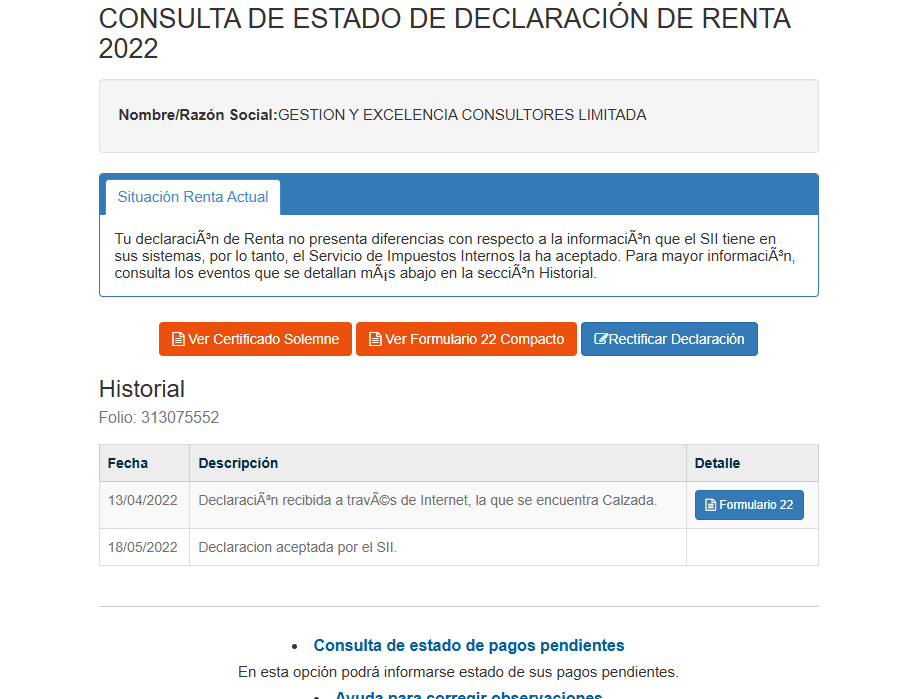 CONSULTA DE ESTADO DE DECLARACIÓN DE RENTA
2022
Nombre/Razón Social:GESTION Y EXCELENCIA CONSULTORES LIMITADA
Situación Renta Actual
Tu declaraciÃ³n de Renta no presenta diferencias con respecto a la informaciÃ³n que el SII tiene en
sus sistemas, por lo tanto, el Servicio de Impuestos Internos la ha aceptado. Para mayor informaciÃ³n,
consulta los eventos que se detallan mÃ¡s abajo en la secciÃ³n Historial.
Ver Certificado Solemne Ver Formulario 22 Compacto Rectificar Declaración
Historial
Folio: 313075552
Fecha Descripción Detalle
13/04/2022 DeclaraciÃ³n recibida a travÃ©s de Internet, la que se encuentra Calzada. Formulario 22
18/05/2022 Declaracion aceptada por el SII.
• Consulta de estado de pagos pendientes
En esta opción podrá informarse estado de sus pagos pendientes.
• Ayuda para corregir observaciones